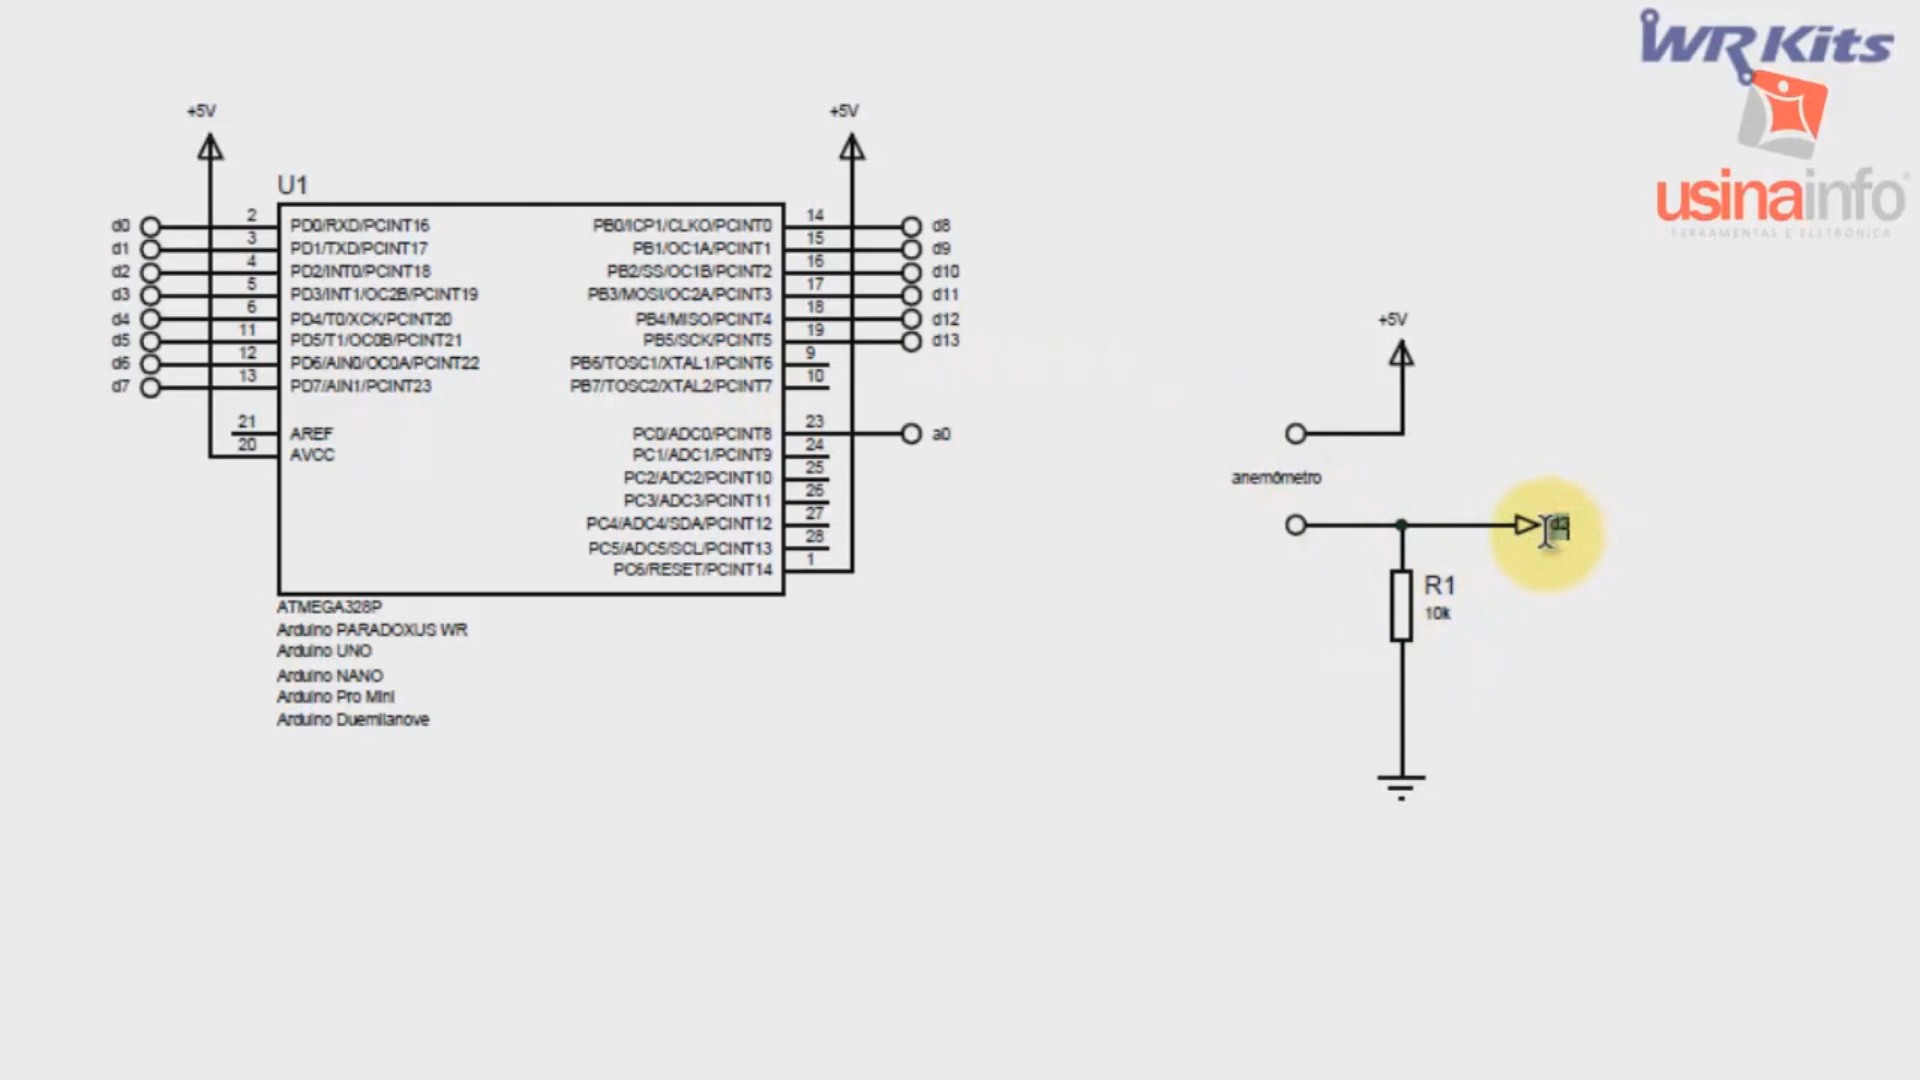 WR Kits
usinainfo
FERRAMENTAL E ELETRÔNICA
+5V
+5V
U1
d0 2 PD0/RXD/PCINT16 PB0/ICP1/CLKO/PCINT0 14 d8
d1 3 PD1/TXD/PCINT17 PB1/OC1A/PCINT1 15 d9
d2 4 PD2/INT0/PCINT18 PB2/SS/OC1B/PCINT2 16 d10
d3 5 PD3/INT1/OC2B/PCINT19 PB3/MOSI/OC2A/PCINT3 17 d11
d4 6 PD4/T0/XCK/PCINT20 PB4/MISO/PCINT4 18 d12
d5 11 PD5/T1/OC0B/PCINT21 PB5/SCK/PCINT5 19 d13
d6 12 PD6/AIN0/OC0A/PCINT22 PB6/TOSC1/XTAL1/PCINT6 9
d7 13 PD7/AIN1/PCINT23 PB7/TOSC2/XTAL2/PCINT7 10
21 AREF PC0/ADC0/PCINT8 23 a0
20 AVCC PC1/ADC1/PCINT9 24
PC2/ADC2/PCINT10 25
PC3/ADC3/PCINT11 26
PC4/ADC4/SDA/PCINT12 27
PC5/ADC5/SCL/PCINT13 28
PC6/RESET/PCINT14 1
ATMEGA328P
Arduino PARADOXUS WR
Arduino UNO
Arduino NANO
Arduino Pro Mini
Arduino Duemilanove
+5V
anemômetro
d2
R1
10k